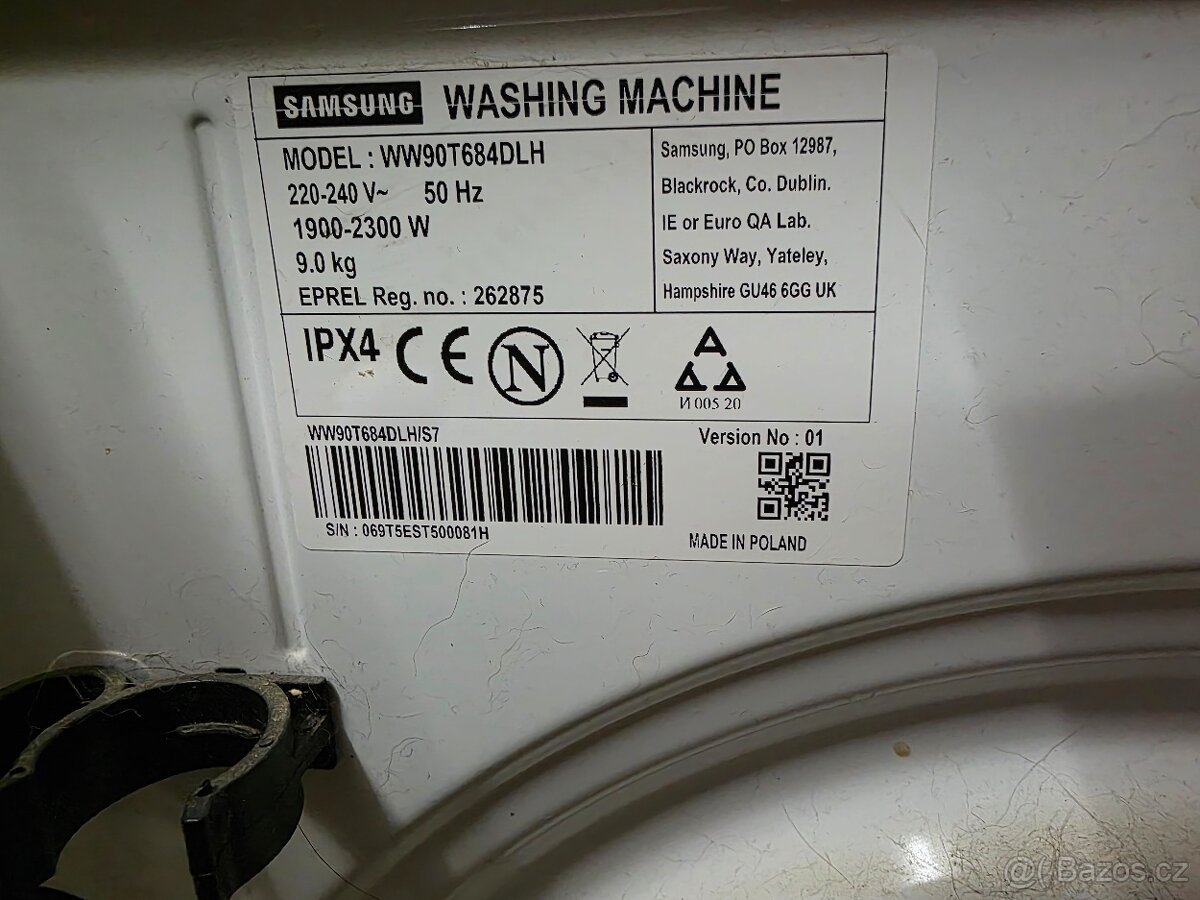 SAMSUNG WASHING MACHINE
MODEL : WW90T684DLH
220-240 V~ 50 Hz
1900-2300 W
9.0 kg
EPREL Reg. no. : 262875
Samsung, PO Box 12987,
Blackrock, Co. Dublin.
IE or Euro QA Lab.
Saxony Way, Yateley,
Hampshire GU46 6GG UK
IPX4 CE N
И 005 20
WW90T684DLH/S7
Version No : 01
S/N : 069T5EST500081H
MADE IN POLAND
@( Bazos.cz